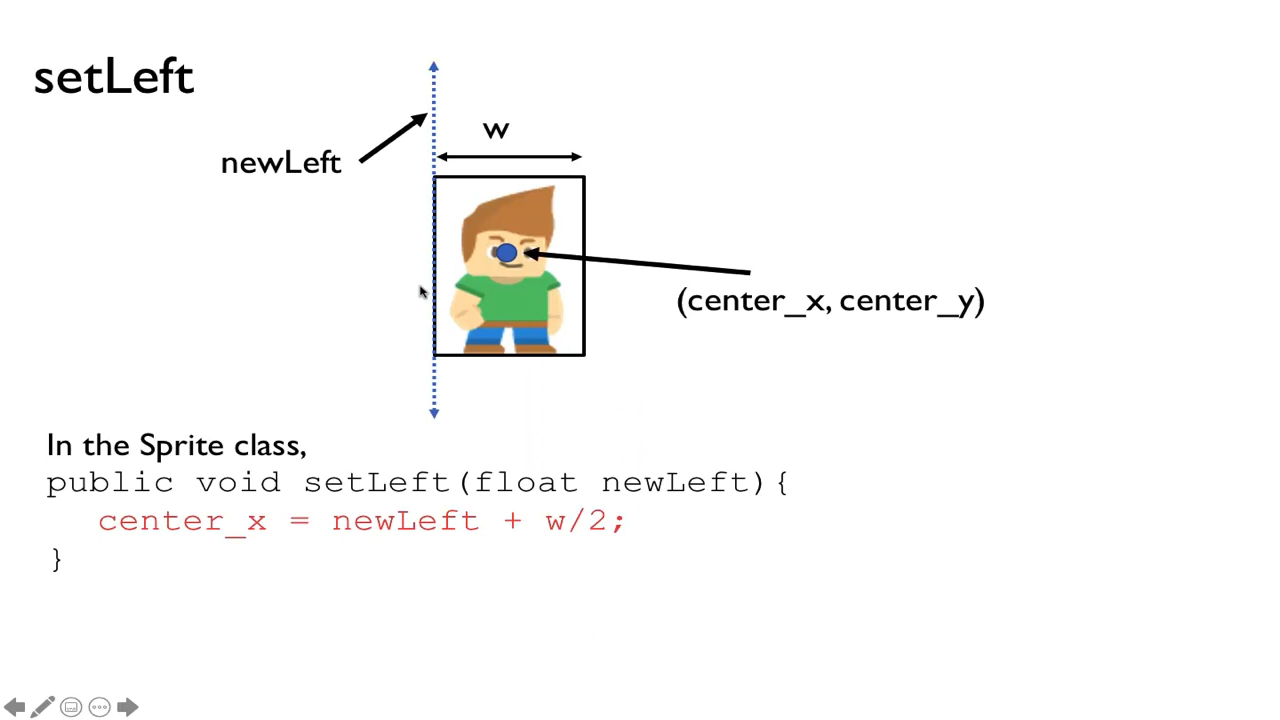 setLeft
w
newLeft
(center_x, center_y)
In the Sprite class,
public void setLeft(float newLeft){
center_x = newLeft + w/2;
}